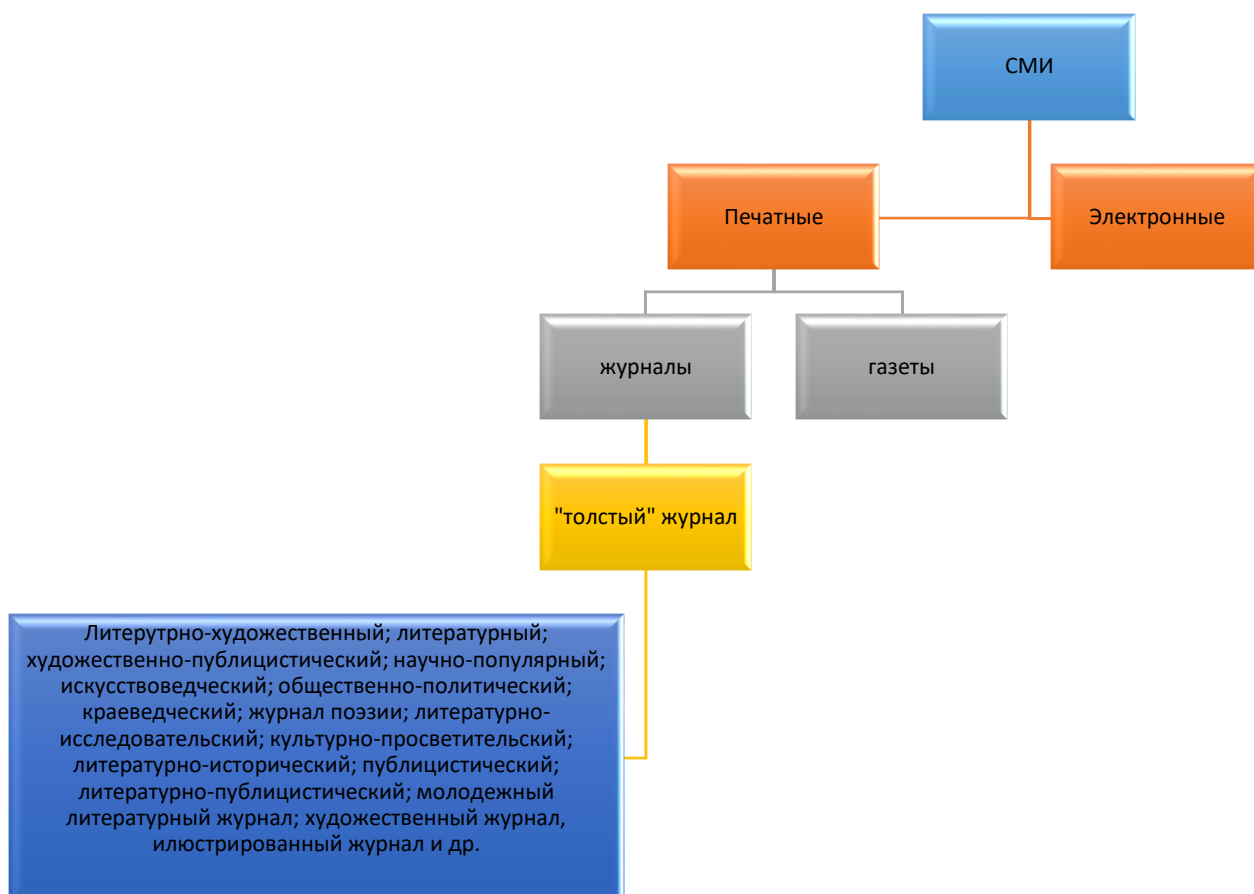 СМИ
Печатные
Электронные
журналы
газеты
"толстый" журнал
Литерутрно-художественный; литературный;
художественно-публицистический; научно-популярный;
искусствоведческий; общественно-политический;
краеведческий; журнал поэзии; литературно-
исследовательский; культурно-просветительский;
литературно-исторический; публицистический;
литературно-публицистический; молодежный
литературный журнал; художественный журнал,
илюстрированный журнал и др.